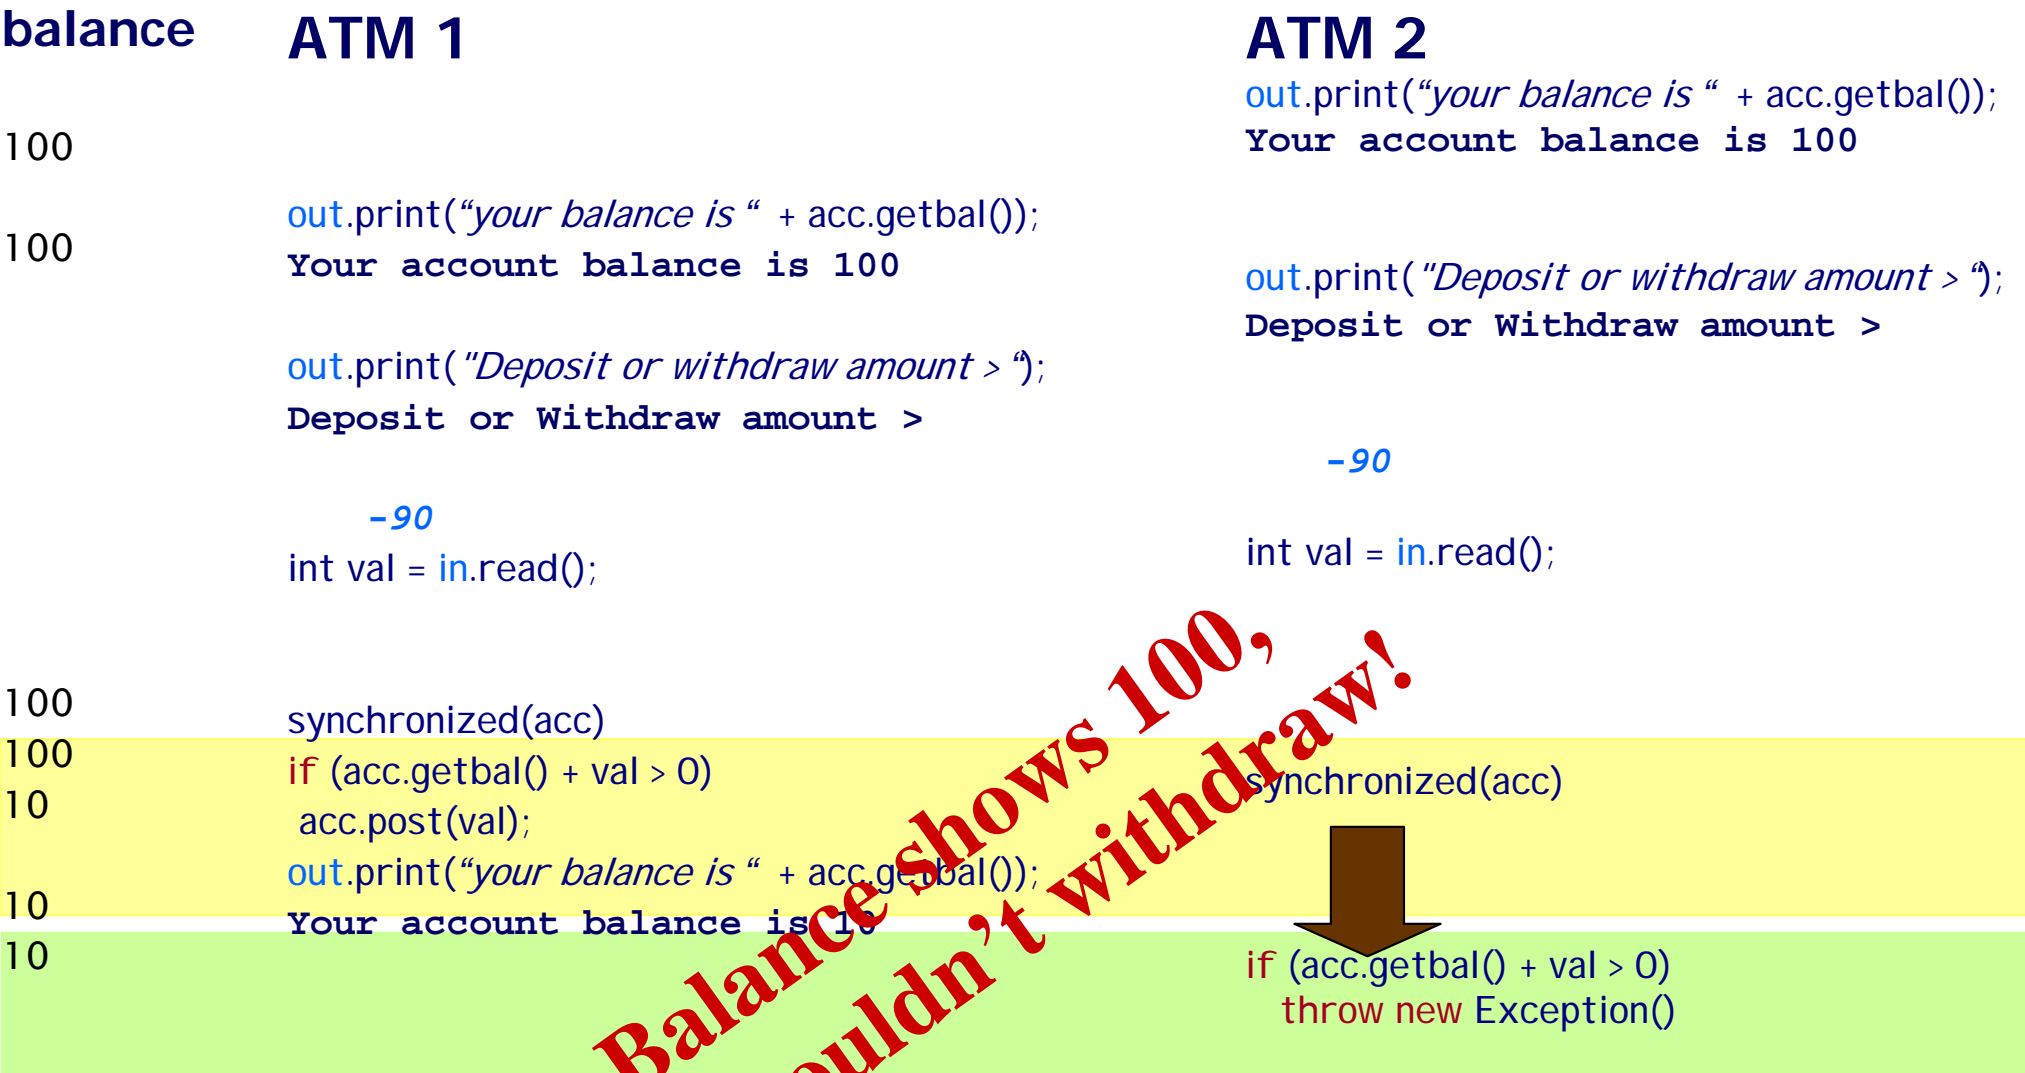 balance
ATM 1
ATM 2
out.print(“your balance is “ + acc.getbal());
Your account balance is 100
100
out.print(“your balance is “ + acc.getbal());
100
Your account balance is 100
out.print("Deposit or withdraw amount > “);
Deposit or Withdraw amount >
out.print("Deposit or withdraw amount > “);
Deposit or Withdraw amount >
-90
-90
int val = in.read();
int val = in.read();
100
synchronized(acc)
100
if (acc.getbal() + val > 0)
synchronized(acc)
10
acc.post(val);
out.print(“your balance is “ + acc.getbal());
10
Your account balance is 10
10
if (acc.getbal() + val > 0)
throw new Exception()
Balance shows 100,
withdraw!